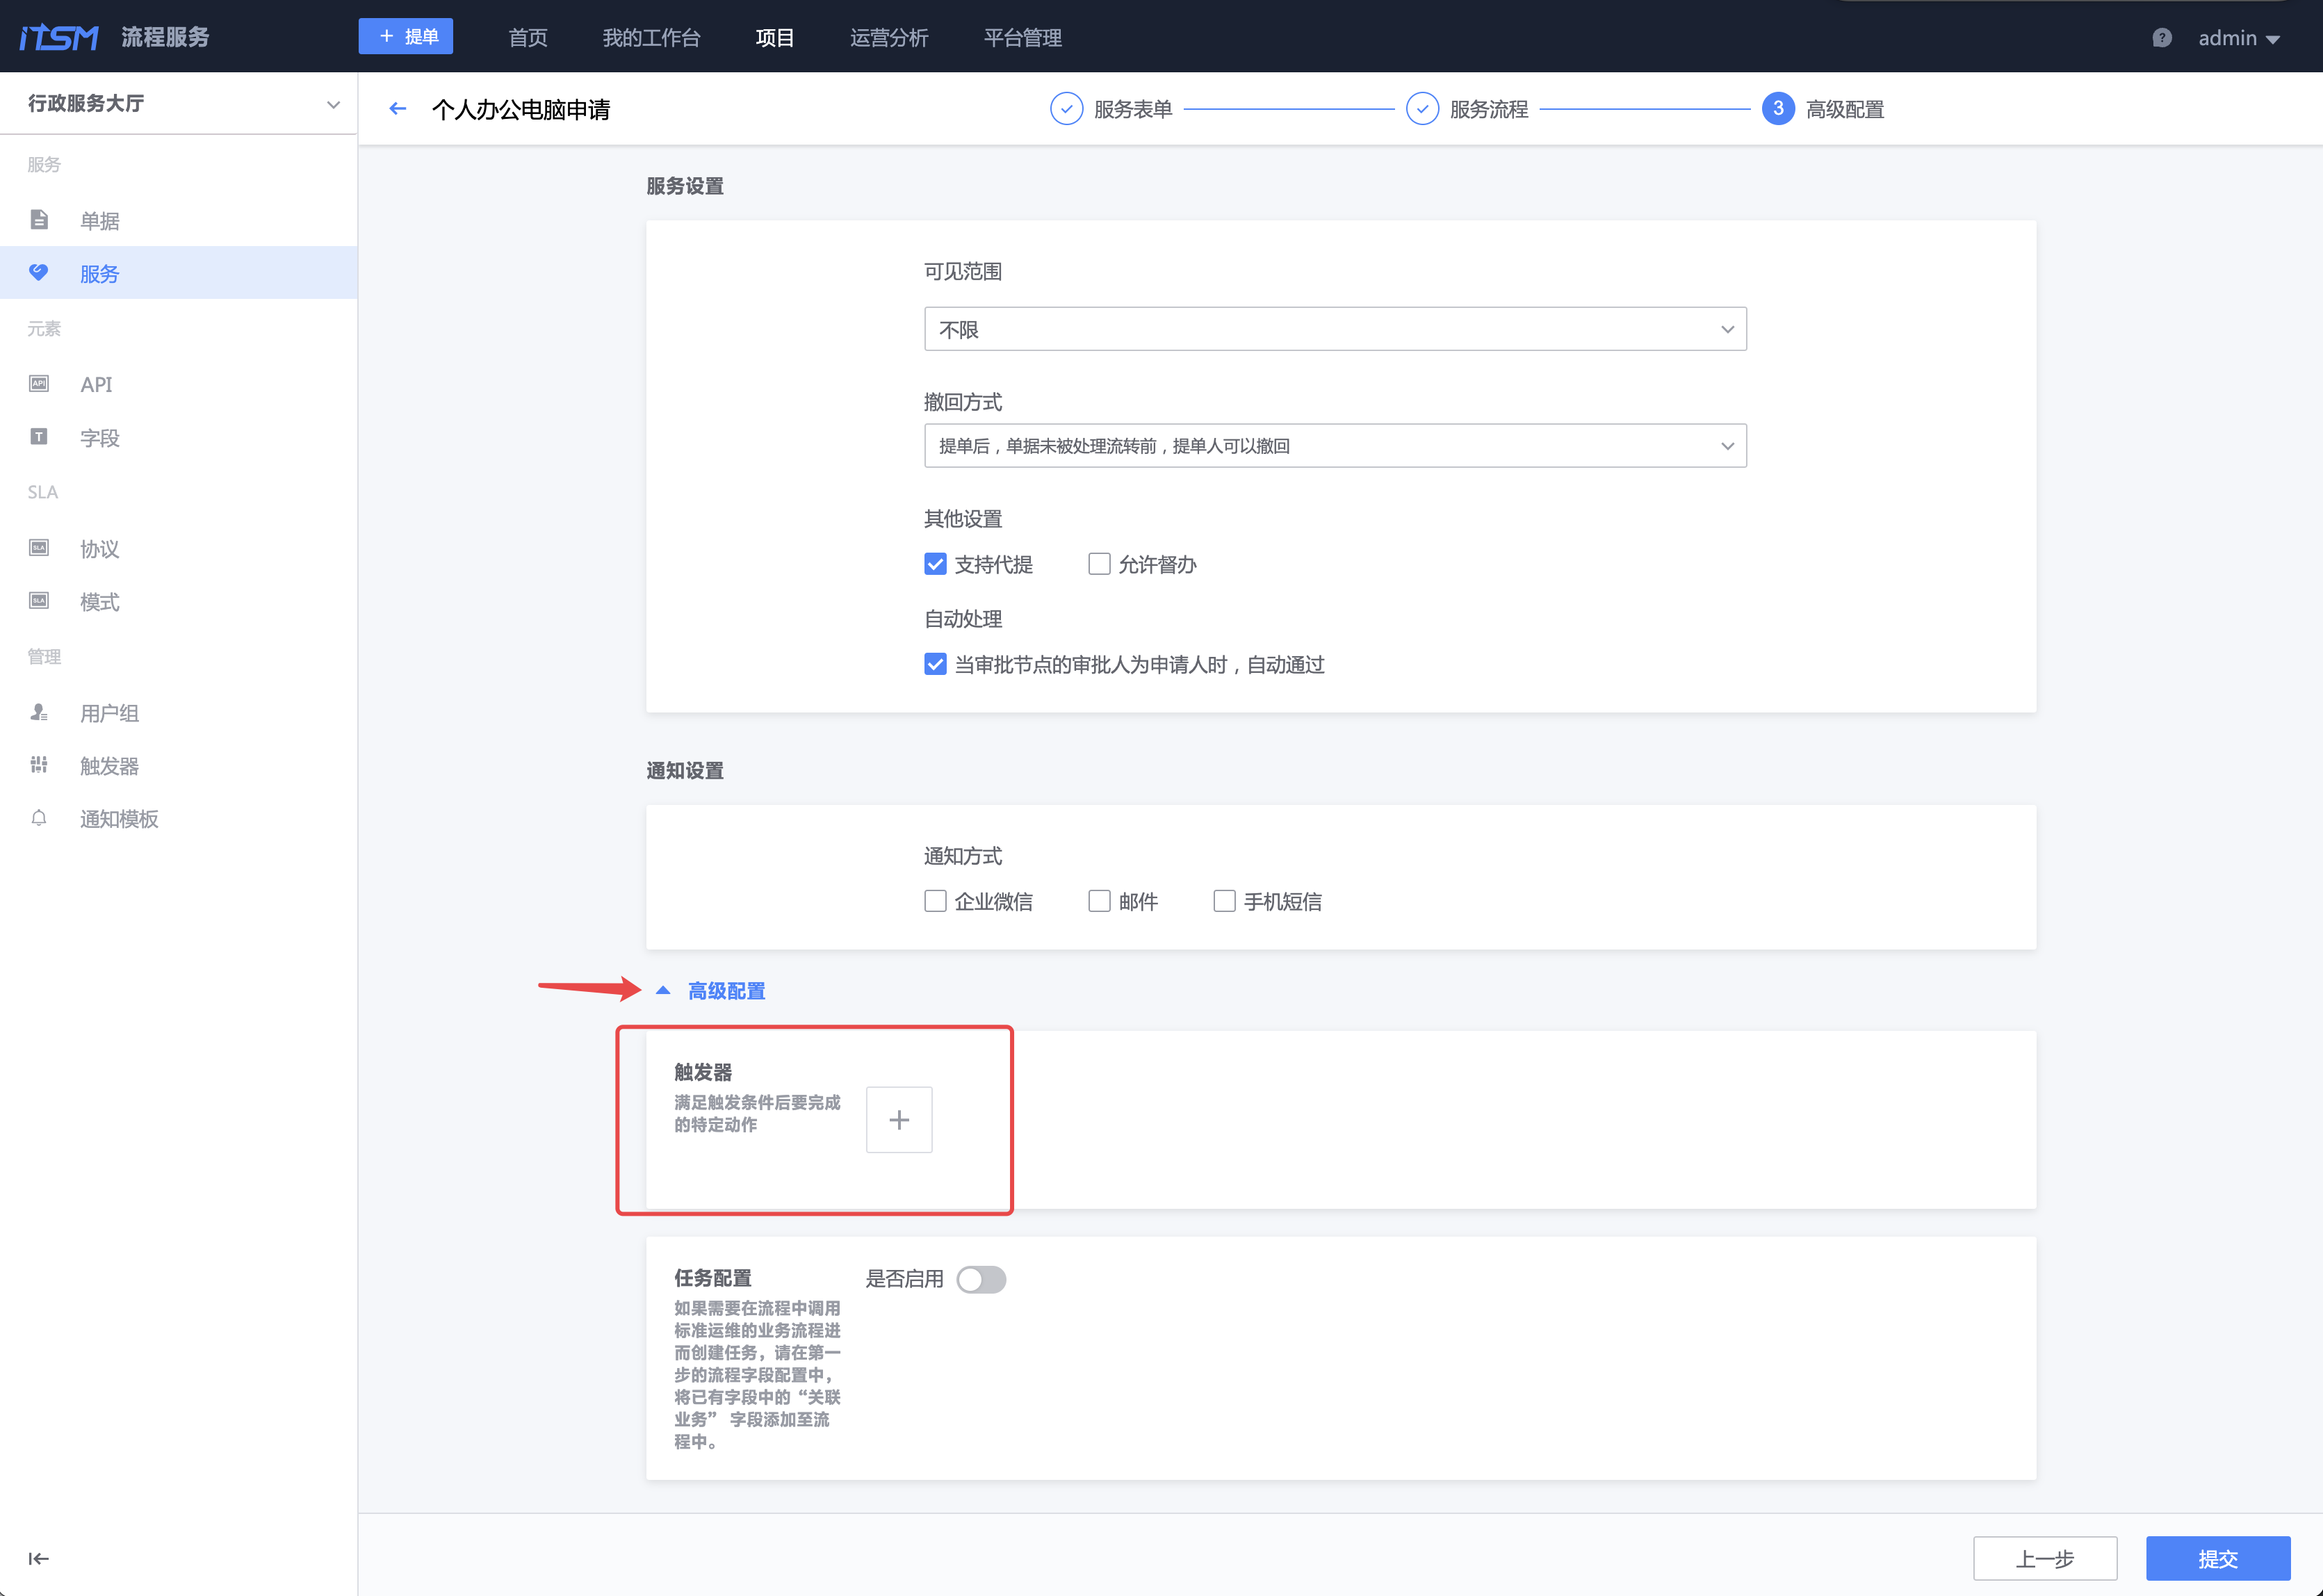 iTSM 流程服务
+ 提单
首页
我的工作台
项目
运营分析
平台管理
?
admin
行政服务大厅
服务
单据
服务
元素
API
API
字段
SLA
SLA
协议
SLA
模式
管理
用户组
触发器
通知模板
个人办公电脑申请
服务表单
服务流程
3 高级配置
服务设置
可见范围
不限
撤回方式
提单后，单据未被处理流转前，提单人可以撤回
其他设置
支持代提
允许督办
自动处理
当审批节点的审批人为申请人时，自动通过
通知设置
通知方式
企业微信
邮件
手机短信
高级配置
触发器
满足触发条件后要完成
的特定动作
任务配置
是否启用
如果需要在流程中调用
标准运维的业务流程进
而创建任务，请在第一
步的流程字段配置中，
将已有字段中的“关联
业务” 字段添加至流
程中。
上一步
提交